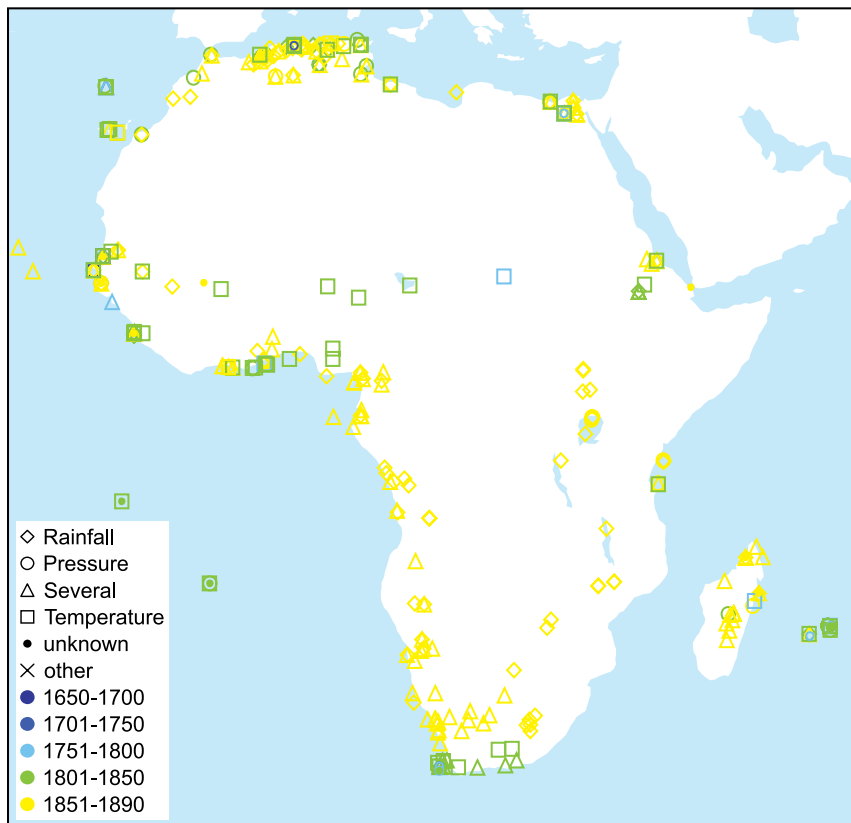 Rainfall
Pressure
Several
Temperature
unknown
other
1650-1700
1701-1750
1751-1800
1801-1850
1851-1890